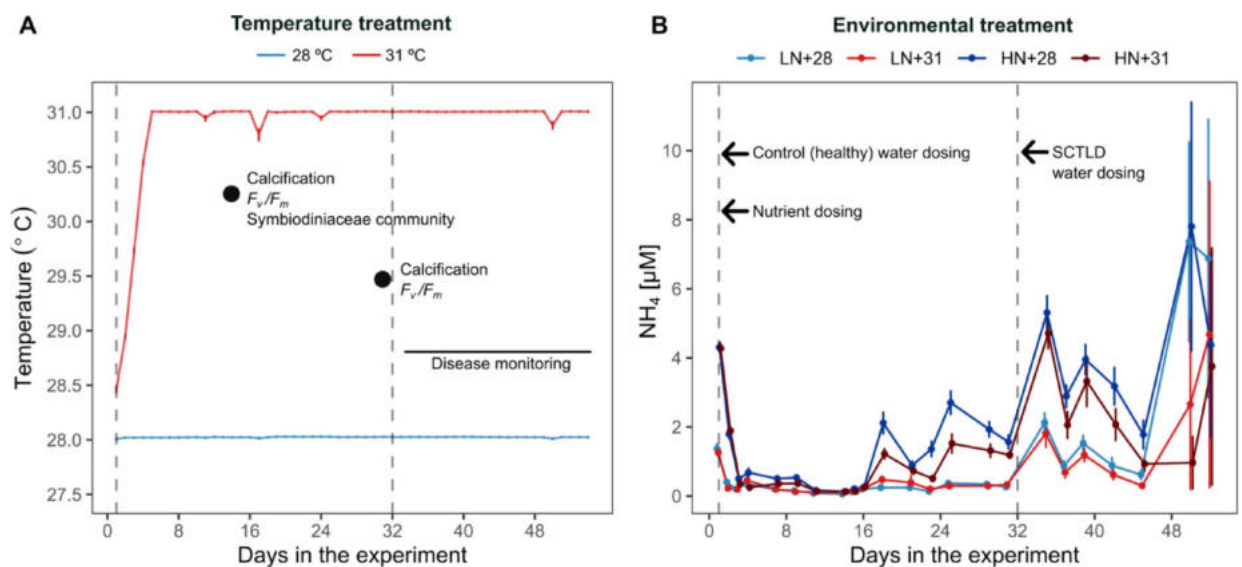 A
Temperature treatment
28 ºC 31 ºC
Temperature (° C)
31.0
30.5
30.0
29.5
29.0
28.5
28.0
27.5
Calcification
Fv/Fm
Symbiodiniaceae community
Calcification
Fv/Fm
Disease monitoring
0 8 16 24 32 40 48
Days in the experiment
B
Environmental treatment
LN+28 LN+31 HN+28 HN+31
NH4 [µM]
10
8
6
4
2
0
Control (healthy) water dosing
Nutrient dosing
SCTLD
water dosing
0 8 16 24 32 40 48
Days in the experiment